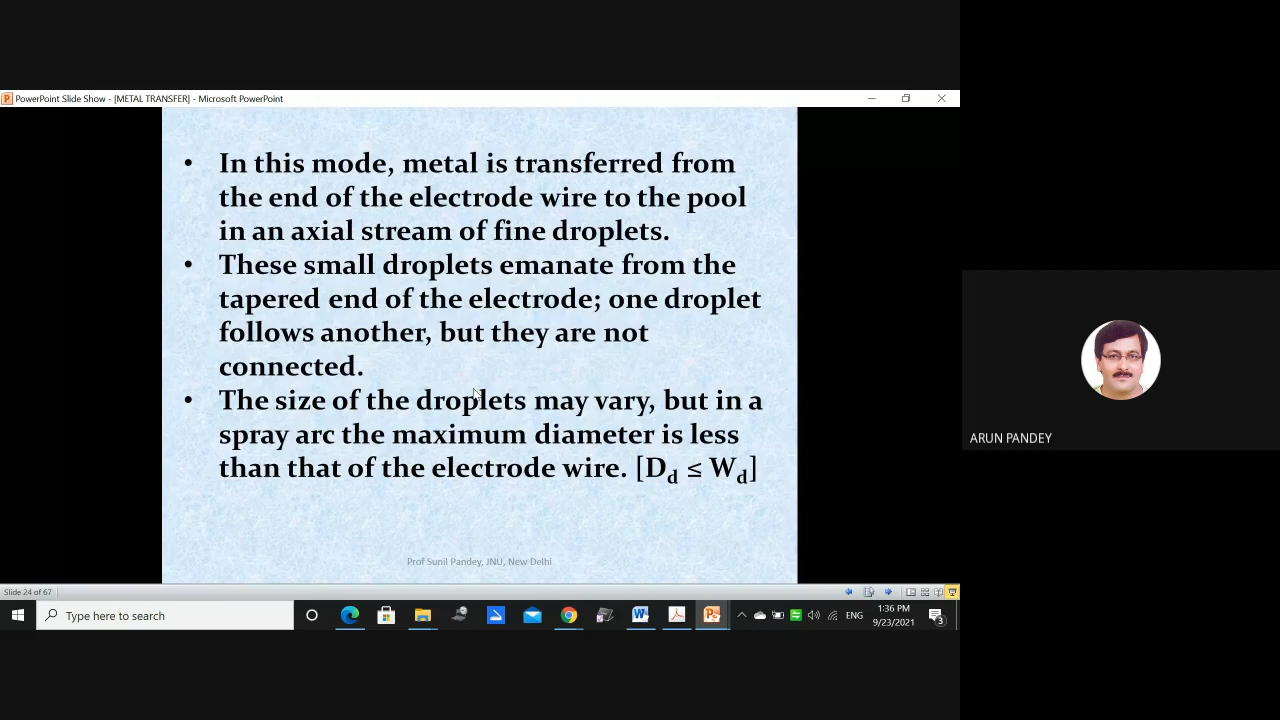 PowerPoint Slide Show - [METAL TRANSFER] - Microsoft PowerPoint
• In this mode, metal is transferred from
the end of the electrode wire to the pool
in an axial stream of fine droplets.
• These small droplets emanate from the
tapered end of the electrode; one droplet
follows another, but they are not
connected.
• The size of the droplets may vary, but in a
spray arc the maximum diameter is less
than that of the electrode wire. [Dd ≤ Wd]
Prof Sunil Pandey, JNU, New Delhi
ARUN PANDEY
Slide 24 of 67
Type here to search
ENG
1:36 PM
9/23/2021
3